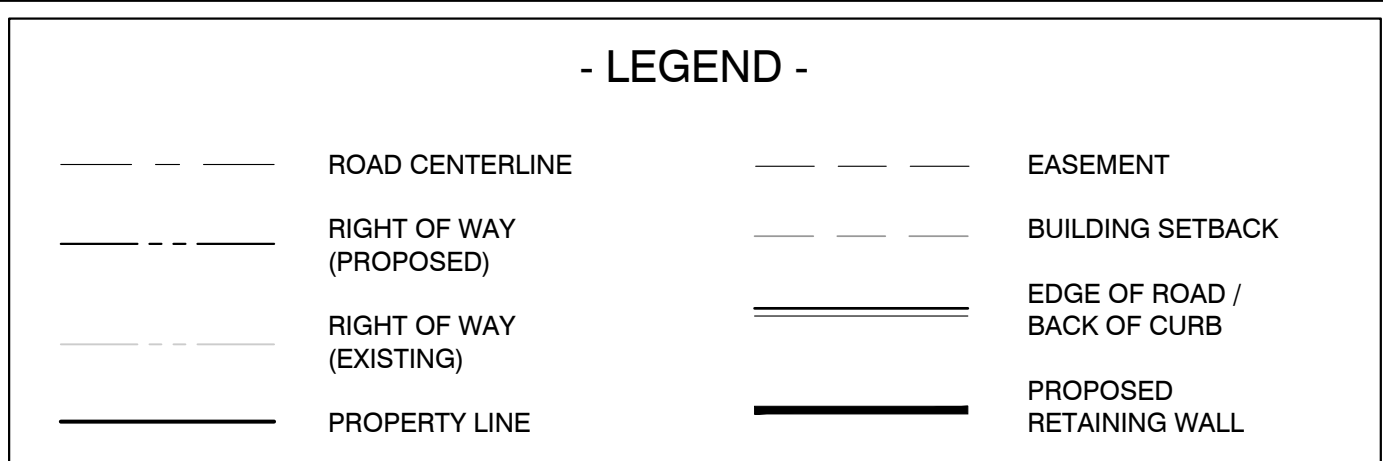 - LEGEND -
ROAD CENTERLINE
RIGHT OF WAY
(PROPOSED)
RIGHT OF WAY
(EXISTING)
PROPERTY LINE
EASEMENT
BUILDING SETBACK
EDGE OF ROAD /
BACK OF CURB
PROPOSED
RETAINING WALL